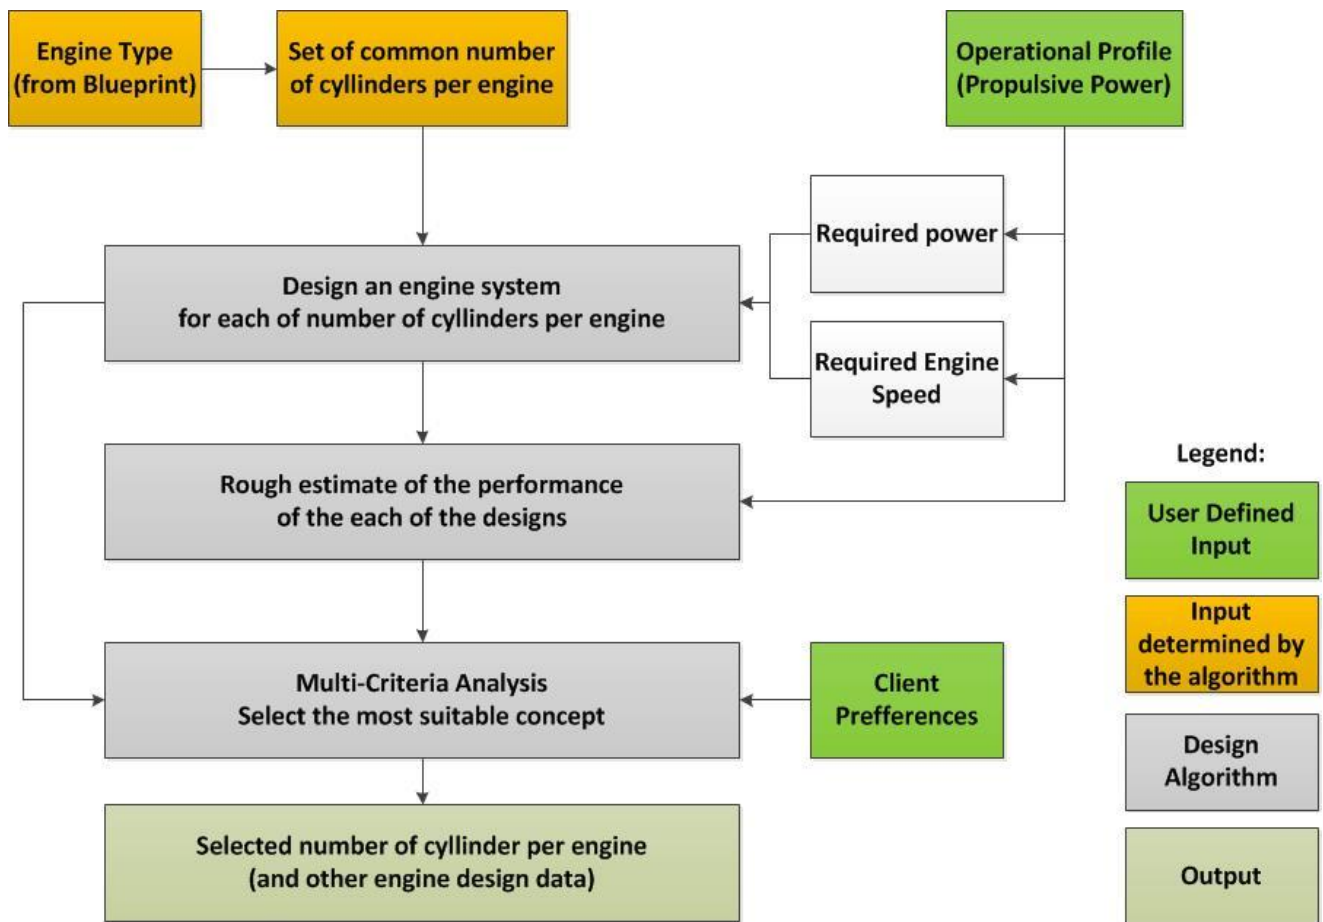 Engine Type
(from Blueprint)
Set of common number
of cyllinders per engine
Operational Profile
(Propulsive Power)
Required power
Design an engine system
for each of number of cyllinders per engine
Required Engine
Speed
Rough estimate of the performance
of the each of the designs
Multi-Criteria Analysis
Select the most suitable concept
Client
Prefferences
Selected number of cyllinder per engine
(and other engine design data)
Legend:
User Defined
Input
Input
determined by
the algorithm
Design
Algorithm
Output